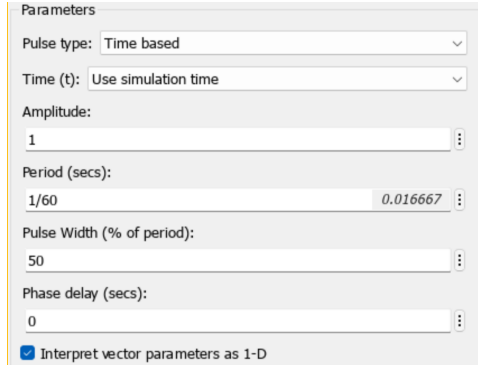 Parameters
Pulse type: Time based
Time (t): Use simulation time
Amplitude:
1
Period (secs):
1/60 0.016667
Pulse Width (% of period):
50
Phase delay (secs):
0
Interpret vector parameters as 1-D